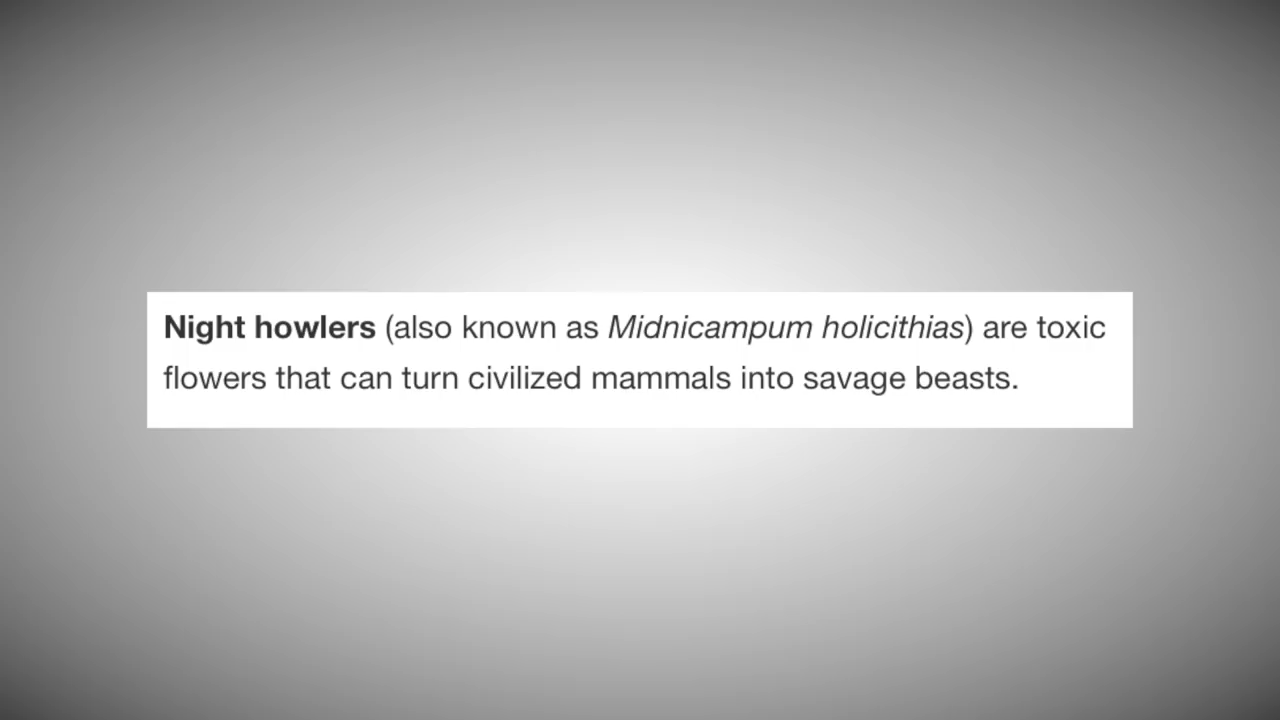 Night howlers (also known as Midnicampum holicithias) are toxic
flowers that can turn civilized mammals into savage beasts.